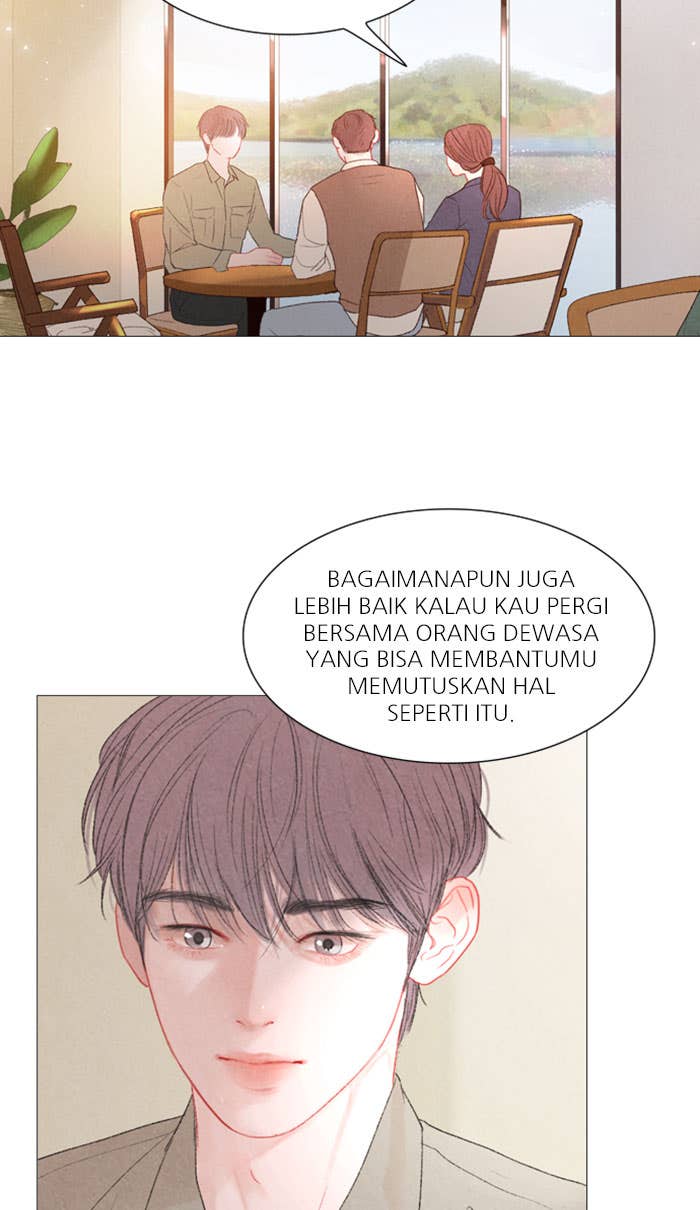 BAGAIMANAPUN JUGA
LEBIH BAIK KALAU KAU PERGI
BERSAMA ORANG DEWASA
YANG BISA MEMBANTUMU
MEMUTUSKAN HAL
SEPERTI ITU.